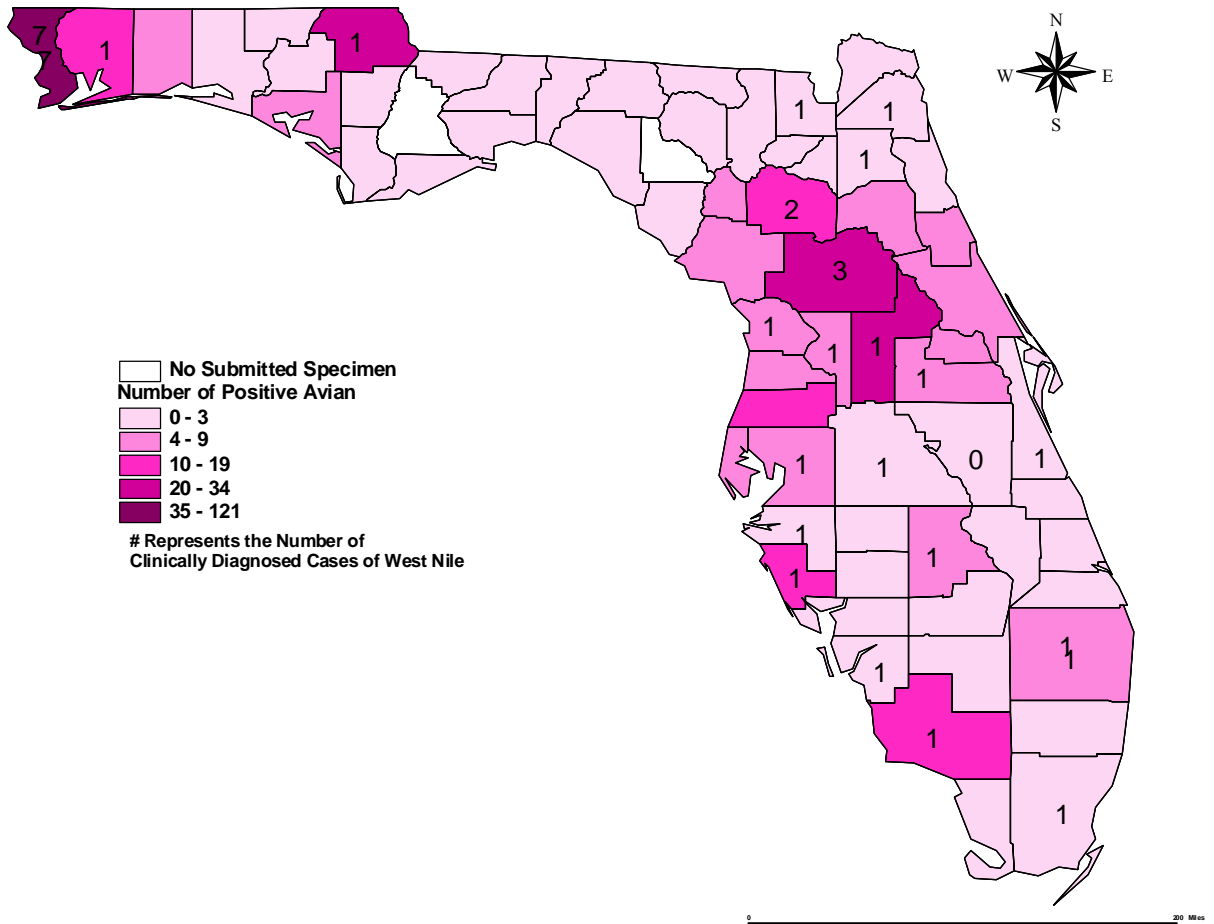 N
W E
S
7
7
1
1
1
1
1
2
3
1
1
1
1
1
1
0
1
1
1
1
1
1
1
1
1
No Submitted Specimen
Number of Positive Avian
0 - 3
4 - 9
10 - 19
20 - 34
35 - 121
# Represents the Number of
Clinically Diagnosed Cases of West Nile
0 200 Miles